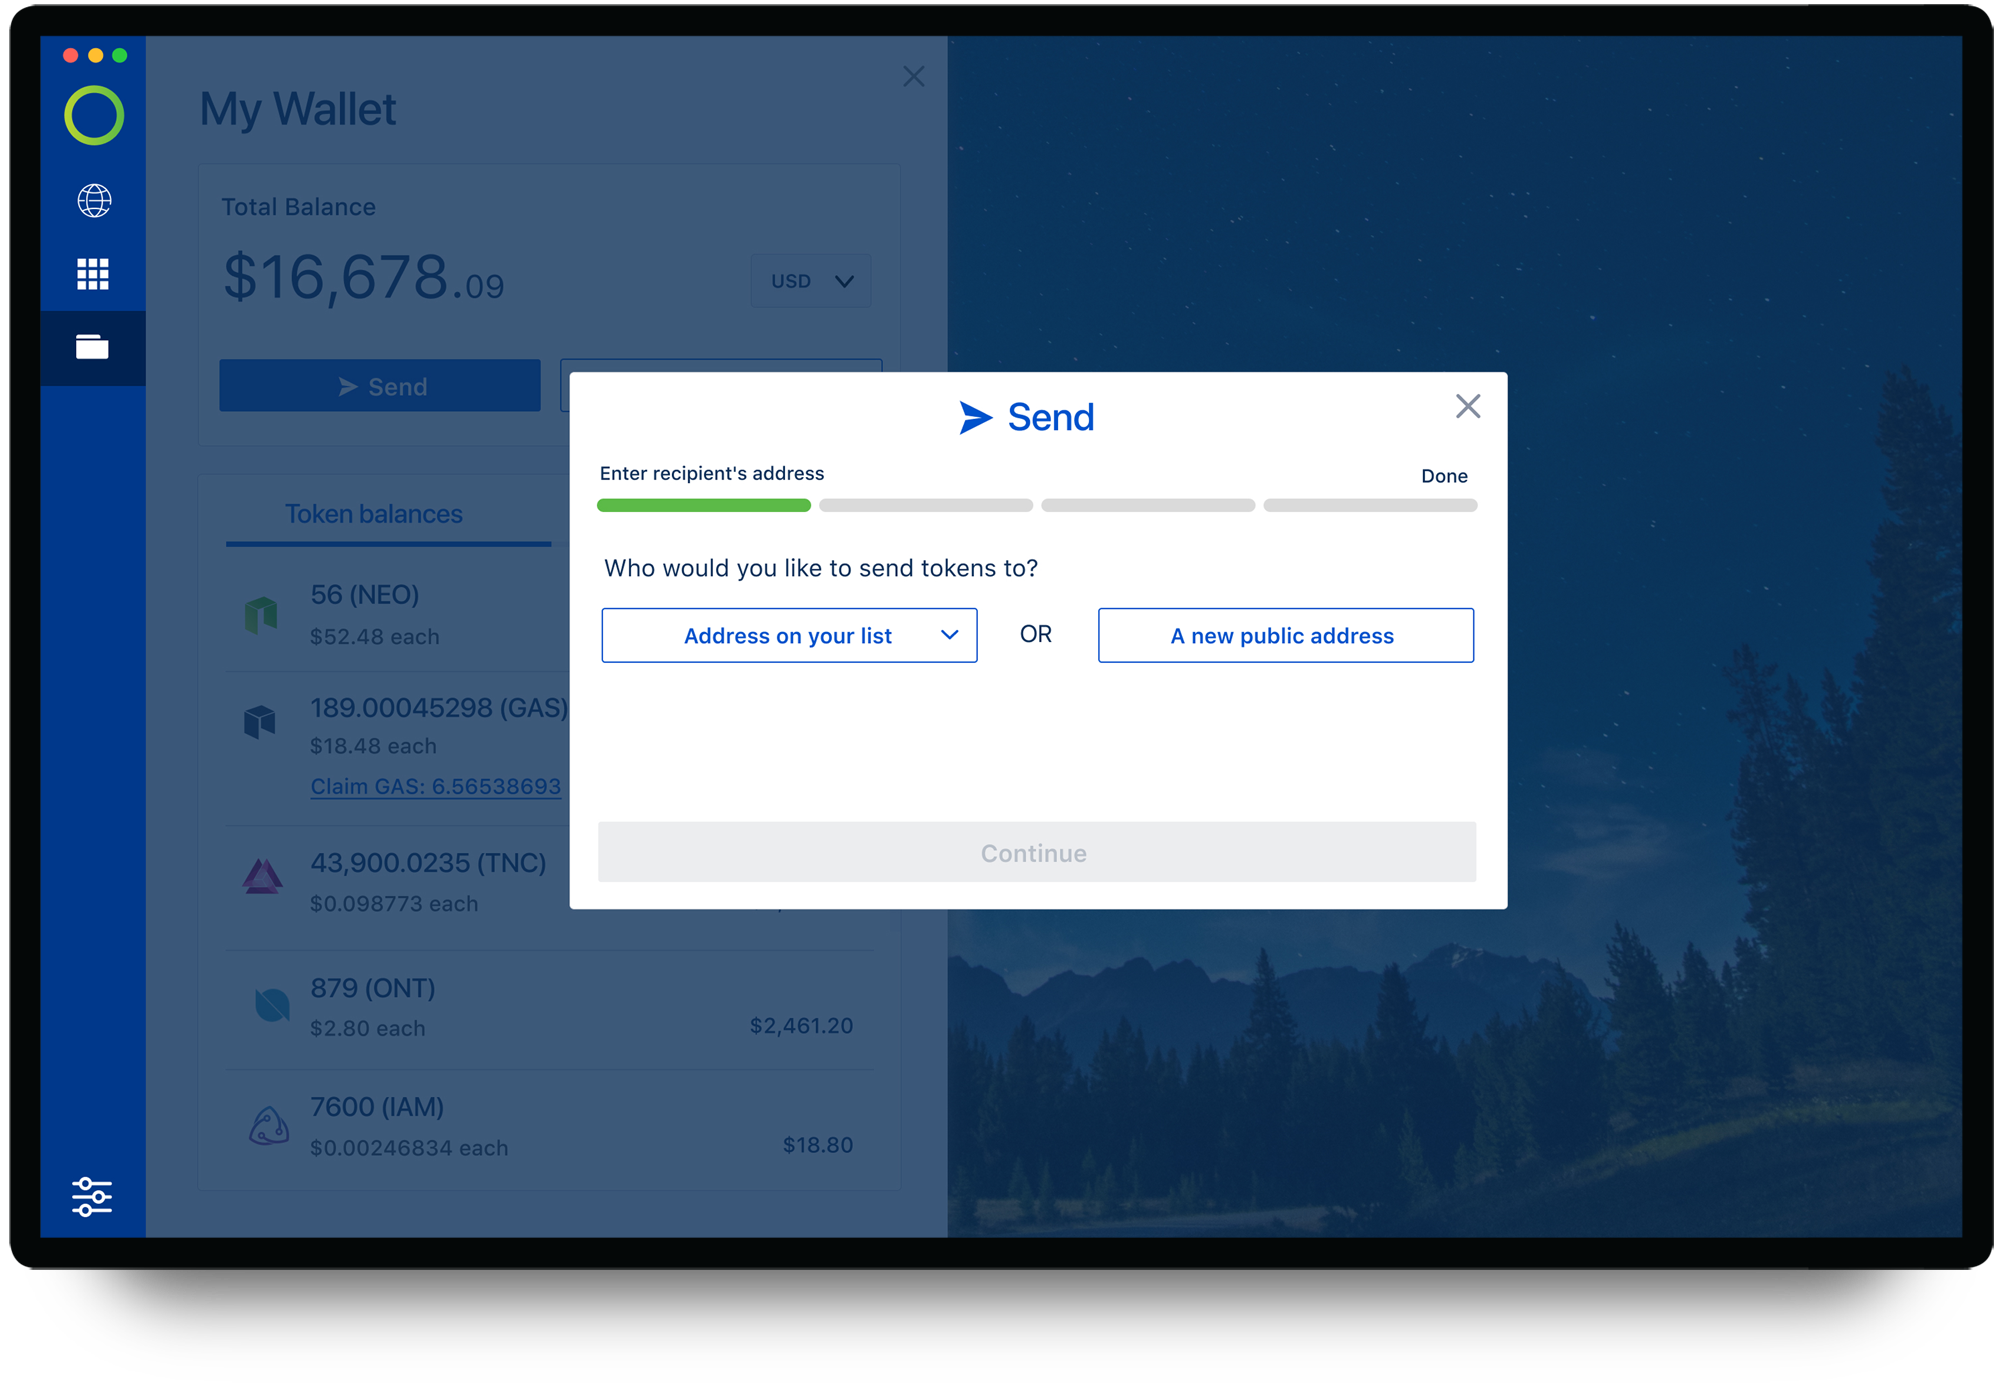 My Wallet
Total Balance
$16,678.09
USD
Send
Token balances
56 (NEO)
$52.48 each
189.00045298 (GAS)
$18.48 each
Claim GAS: 6.56538693
43,900.0235 (TNC)
$0.098773 each
879 (ONT)
$2.80 each
$2,461.20
7600 (IAM)
$0.00246834 each
$18.80
Send
Enter recipient's address
Done
Who would you like to send tokens to?
Address on your list
OR
A new public address
Continue